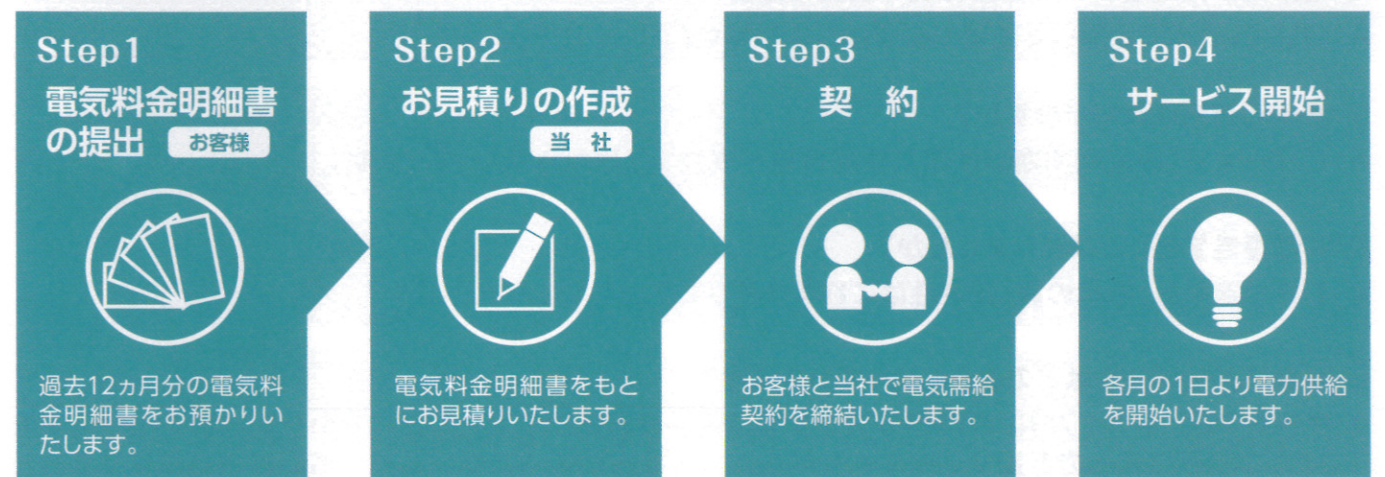 Step1
電気料金明細書
の提出 お客様
過去12ヵ月分の電気料
金明細書をお預かりい
たします。
Step2
お見積りの作成
当 社
電気料金明細書をもと
にお見積りいたします。
Step3
契 約
お客様と当社で電気需給
契約を締結いたします。
Step4
サービス開始
各月の1日より電力供給
を開始いたします。